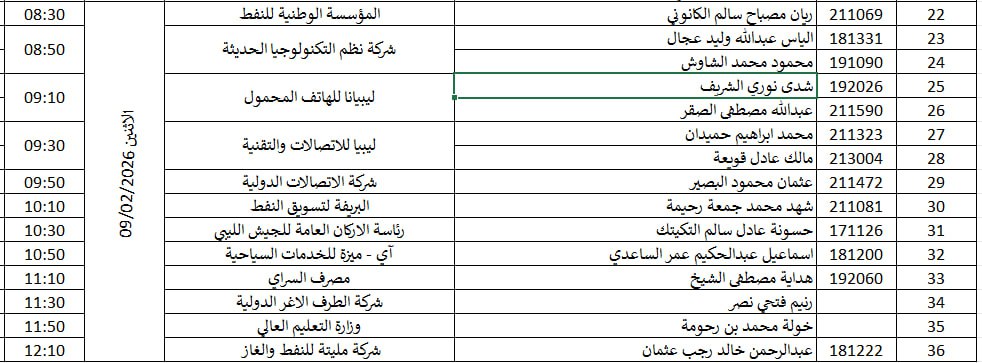 22 211069 ريان مصباح سالم الكانوني المؤسسة الوطنية للنفط 08:30
23 181331 الياس عبدالله وليد عجال شركة نظم التكنولوجيا الحديثة 08:50
24 191090 محمود محمد الشاوش
25 192026 شدى نوري الشريف ليبيانا للهاتف المحمول 09:10
26 211590 عبدالله مصطفى الصقر
27 211323 محمد ابراهيم حميدان ليبيا للاتصالات والتقنية 09:30
28 213004 مالك عادل قويعة
29 211472 عثمان محمود البصير شركة الاتصالات الدولية 09:50
30 211081 شهد محمد جمعة رحيمة البريقة لتسويق النفط 10:10
31 171126 حسونة عادل سالم التكيتك رئاسة الاركان العامة للجيش الليبي 10:30
32 181200 اسماعيل عبدالحكيم عمر الساعدي آي - ميزة للخدمات السياحية 10:50
33 192060 هداية مصطفى الشيخ مصرف السراي 11:10
34 رنيم فتحي نصر شركة الطرف الاغر الدولية 11:30
35 خولة محمد بن رحومة وزارة التعليم العالي 11:50
36 181222 عبدالرحمن خالد رجب عثمان شركة مليتة للنفط والغاز 12:10
الاثنين 09/02/2026